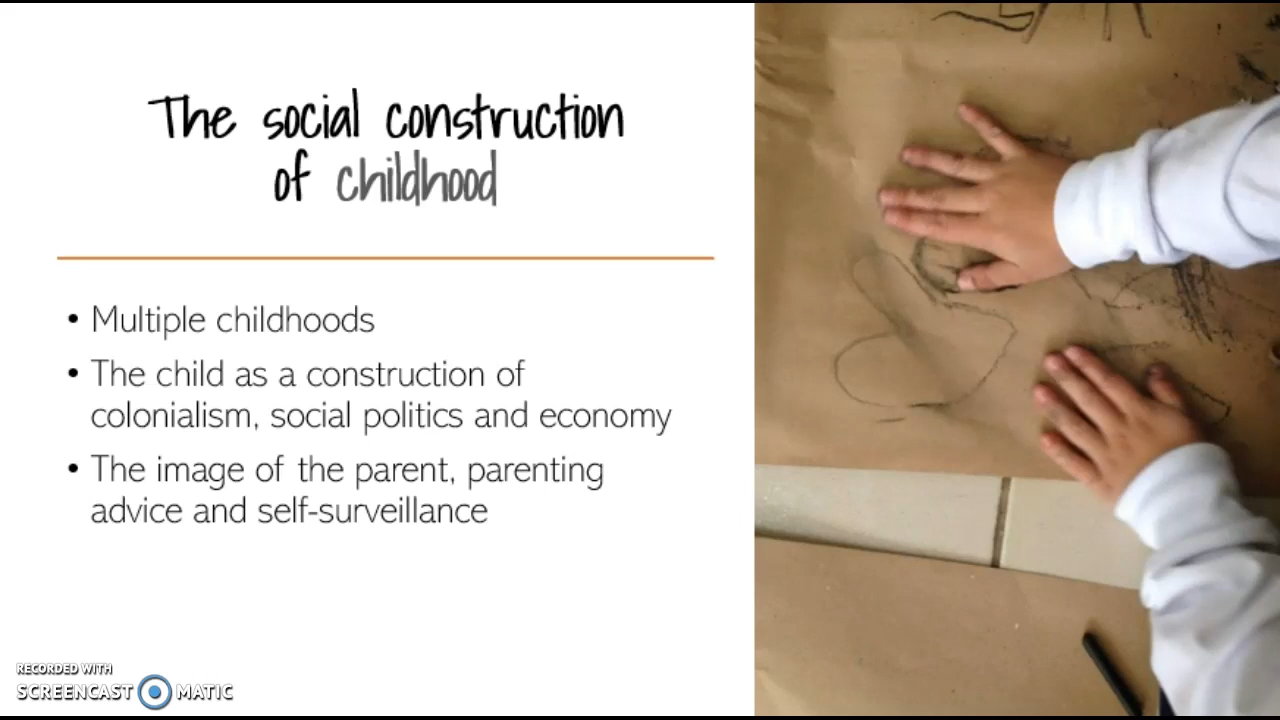 The social construction
of childhood
• Multiple childhoods
• The child as a construction of
colonialism, social politics and economy
• The image of the parent, parenting
advice and self-surveillance
RECORDED WITH
SCREENCAST MATIC